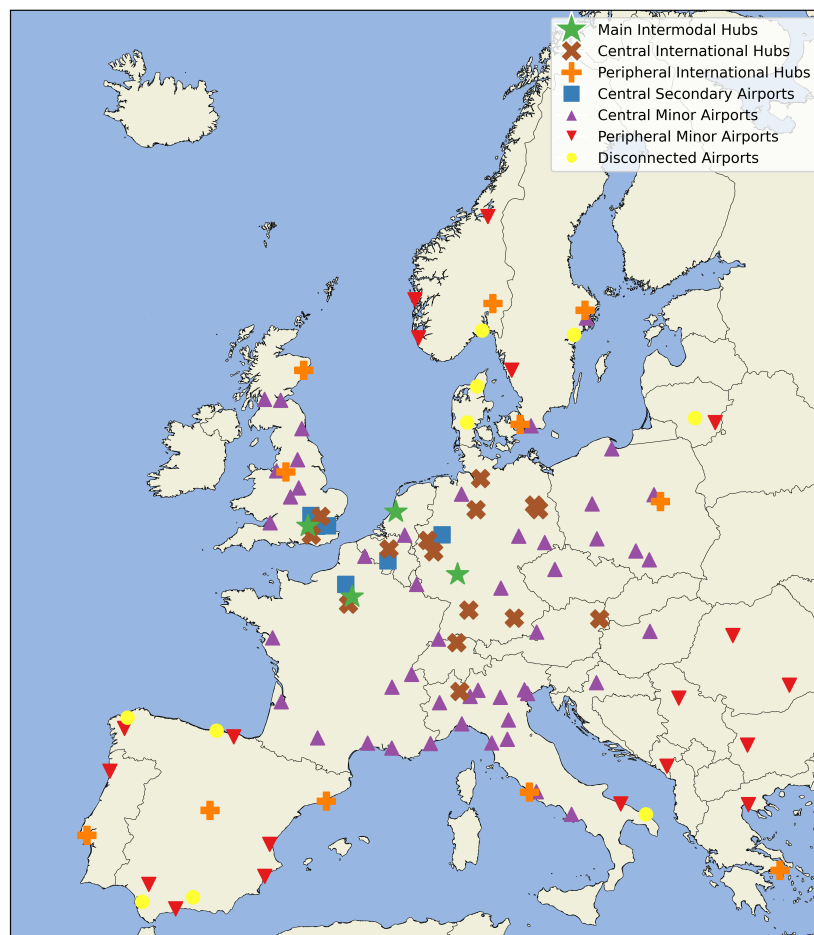 Main Intermodal Hubs
Central International Hubs
Peripheral International Hubs
Central Secondary Airports
Central Minor Airports
Peripheral Minor Airports
Disconnected Airports